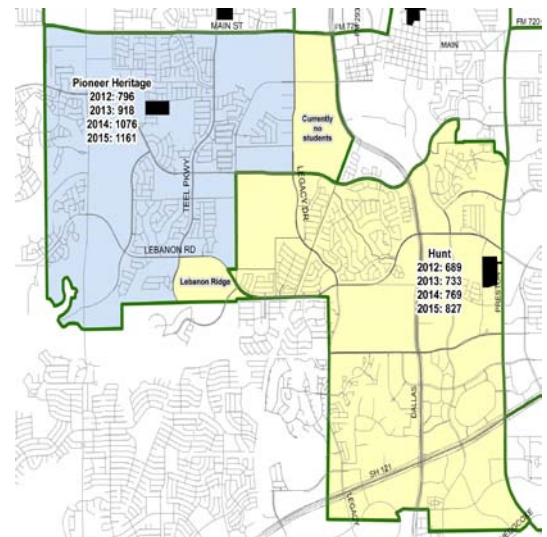 MAIN ST
FM 720
MAIN
Pioneer Heritage
2012: 796
2013: 918
2014: 1076
2015: 1161
Currently
no
students
TEEL PKWY
LEGACY DR
LEBANON RD
Lebanon Ridge
Hunt
2012: 689
2013: 733
2014: 769
2015: 827
DALLAS
SH 121
LEGACY